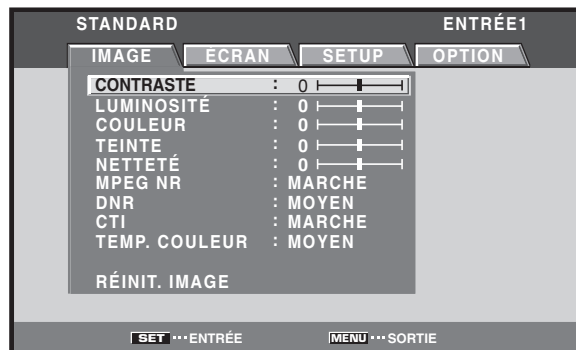 STANDARD ENTRÉE1
IMAGE ECRAN SETUP OPTION
CONTRASTE : 0
LUMINOSITÉ : 0
COULEUR : 0
TEINTE : 0
NETTETÉ : 0
MPEG NR : MARCHE
DNR : MOYEN
CTI : MARCHE
TEMP. COULEUR : MOYEN
RÉINIT. IMAGE
SET ··· ENTRÉE MENU ··· SORTIE